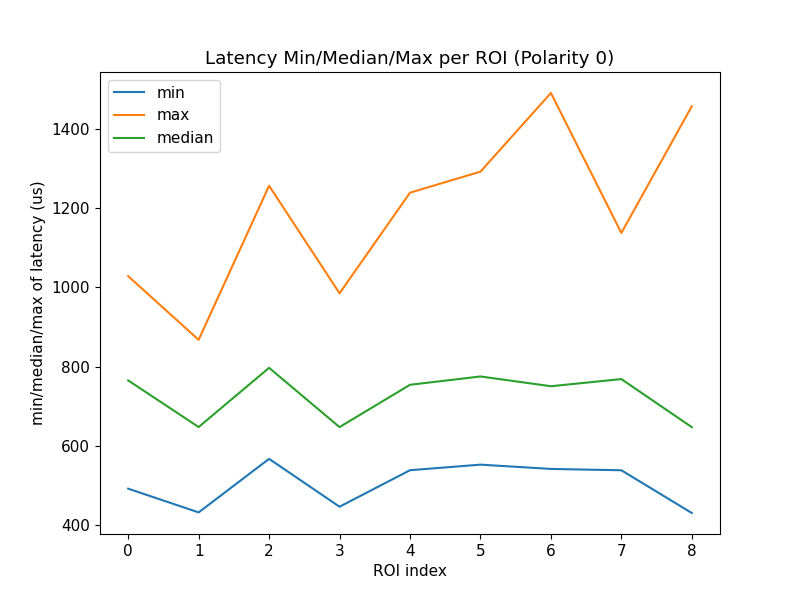 Latency Min/Median/Max per ROI (Polarity 0)
min
max
median
min/median/max of latency (us)
1400
1200
1000
800
600
400
0 1 2 3 4 5 6 7 8
ROI index